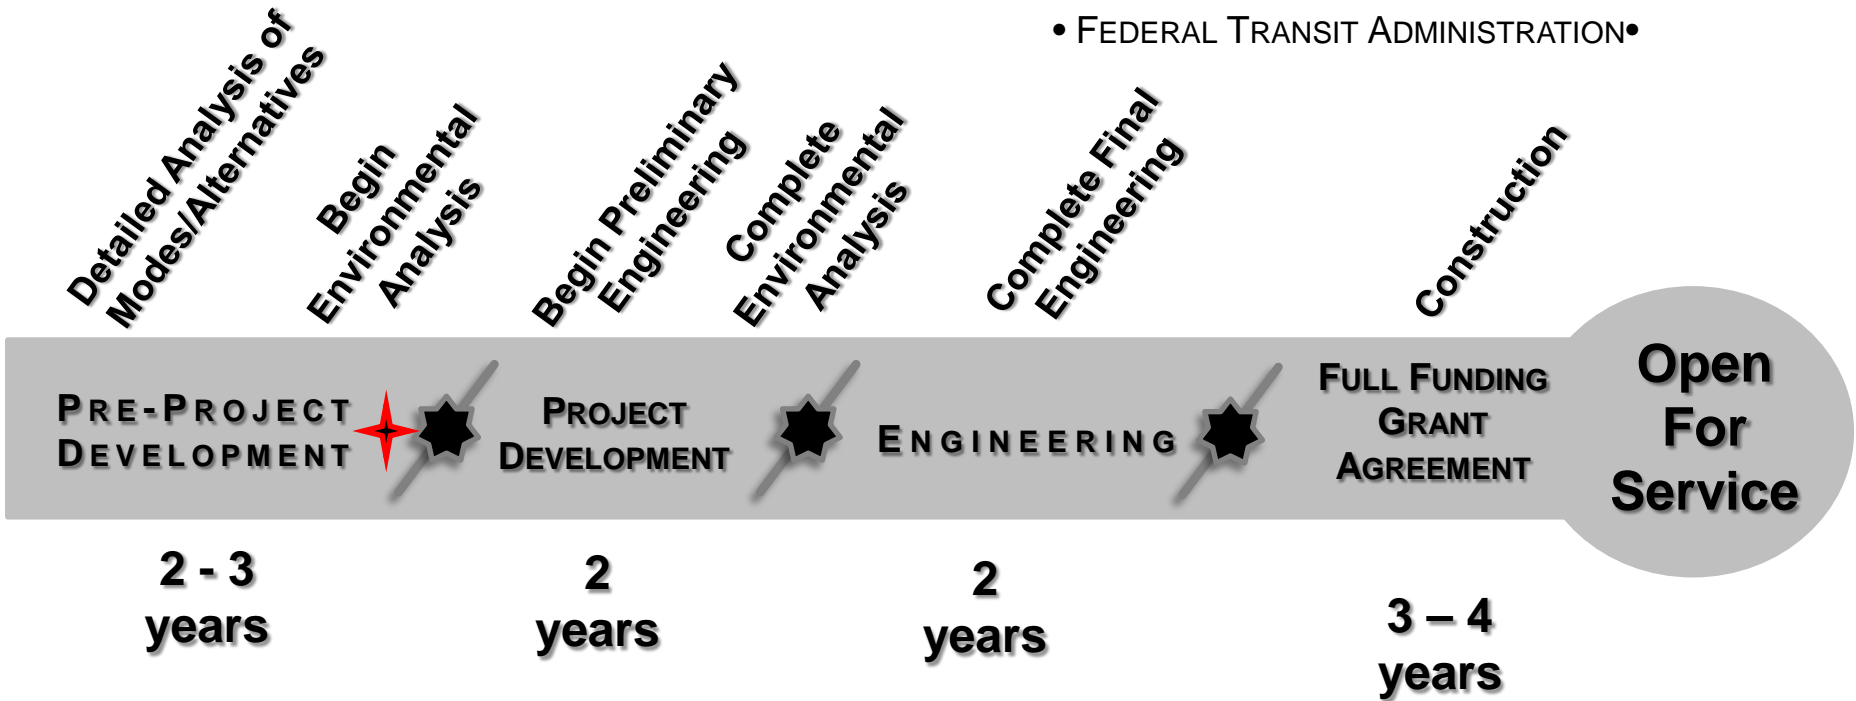 • FEDERAL TRANSIT ADMINISTRATION•
Detailed Analysis of
Modes/Alternatives
Begin
Environmental
Analysis
Begin Preliminary
Engineering
Complete
Environmental
Analysis
Complete Final
Engineering
Construction
PRE-PROJECT
DEVELOPMENT
PROJECT
DEVELOPMENT
ENGINEERING
FULL FUNDING
GRANT
AGREEMENT
Open
For
Service
2 - 3
years
2
years
2
years
3 – 4
years